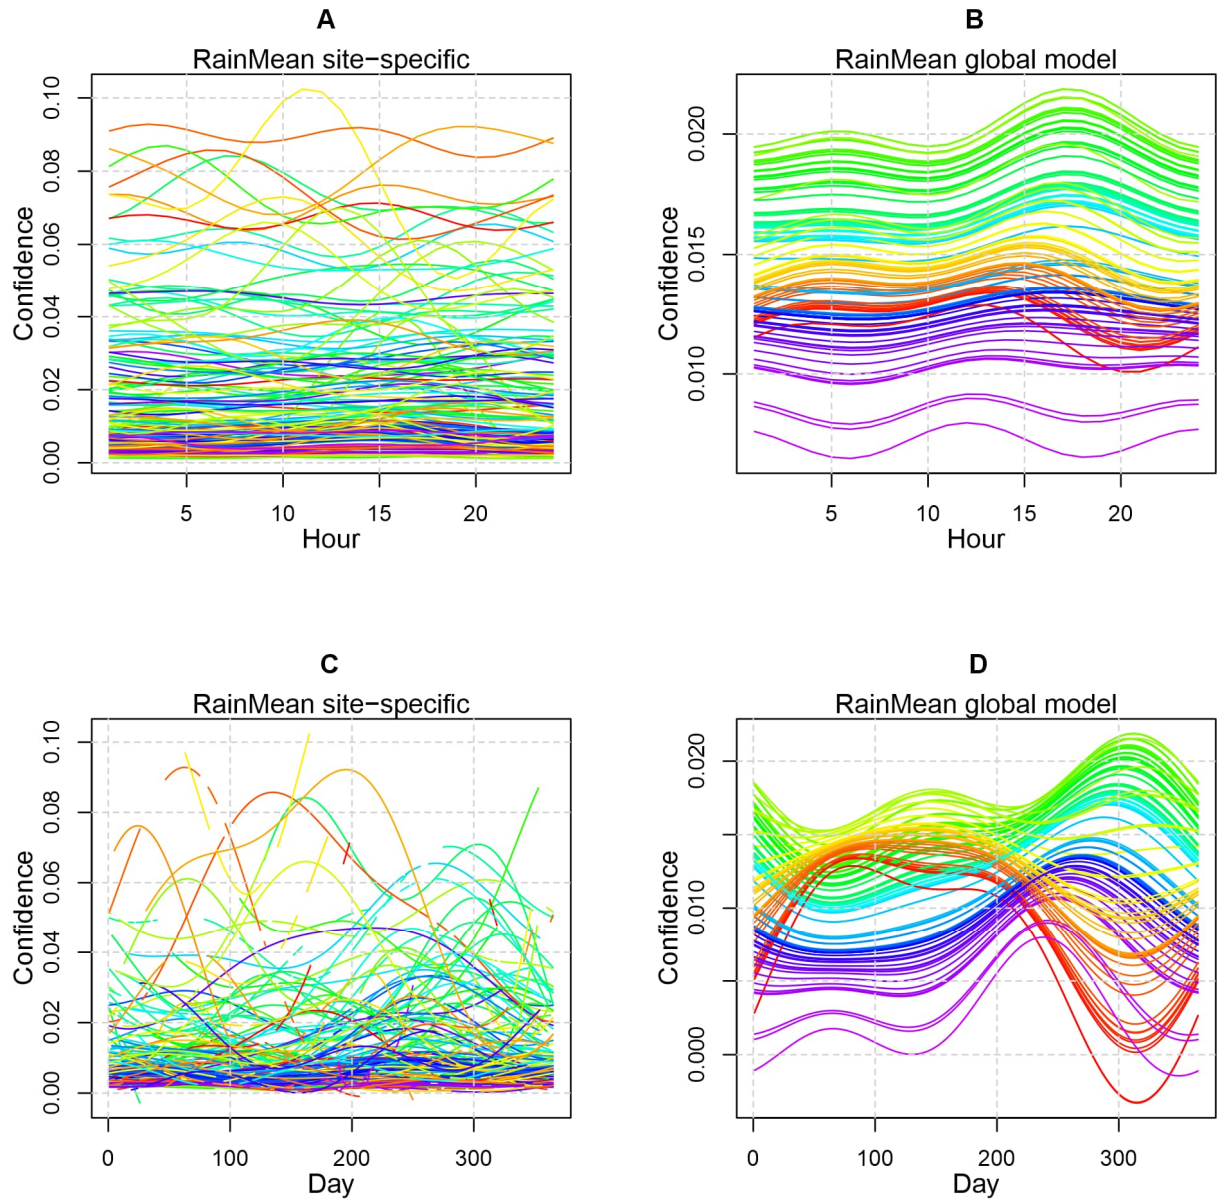 A
RainMean site−specific
Confidence
0.10
0.08
0.06
0.04
0.02
0.00
5 10 15 20
Hour
B
RainMean global model
Confidence
0.020
0.015
0.010
5 10 15 20
Hour
C
RainMean site−specific
Confidence
0.10
0.08
0.06
0.04
0.02
0.00
0 100 200 300
Day
D
RainMean global model
Confidence
0.020
0.015
0.010
0.000
0 100 200 300
Day